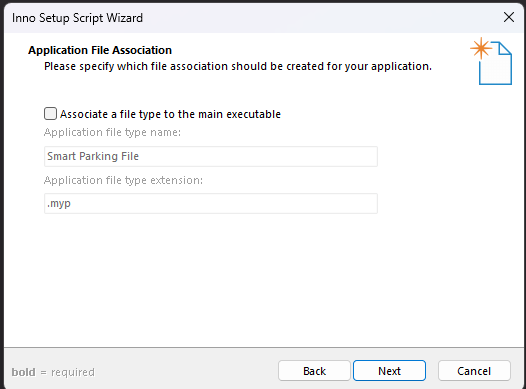 Inno Setup Script Wizard
Application File Association
Please specify which file association should be created for your application.
Associate a file type to the main executable
Application file type name:
Smart Parking File
Application file type extension:
.myp
bold = required
Back
Next
Cancel